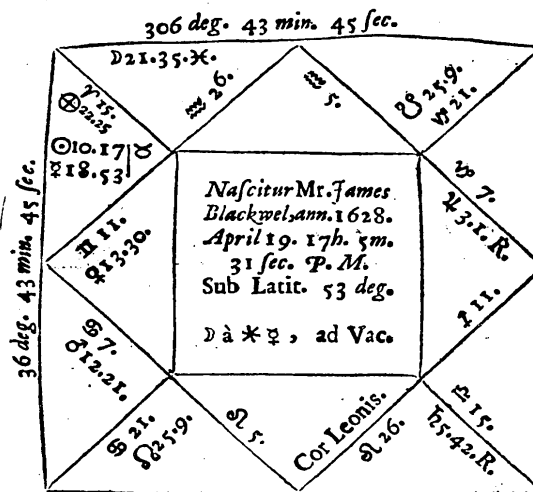 306 deg. 43 min. 45 ſec.
☽21.35.♓.
♒ 26.
♒ 5.
☋ 25.9.
♑ 21.
♈ 15.
⊗22.25
☉10.17
☿18.53
♉
♑ 7.
♃ 3.1. R.
36 deg. 43 min. 45 ſec.
Naſcitur Mr. James
Blackwel, ann. 1628.
April 19. 17h. 5m.
31 ſec. P. M.
Sub Latit. 53 deg.
☽ à ⚹ ☿, ad Vac.
♊ 11.
♀13.30.
♐ 11.
♋ 7.
♂12.21.
♋ 21.
☊25.9.
♌ 5.
Cor Leonis.
♌ 26.
♎ 15.
♄5.42. R.